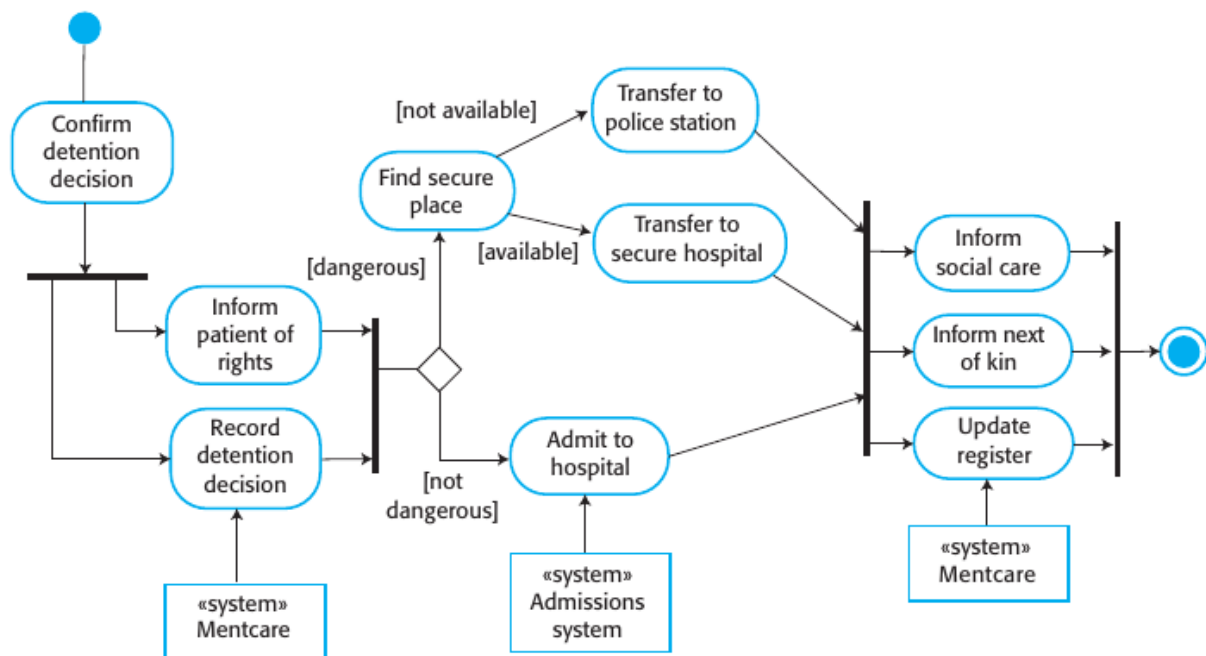 Confirm
detention
decision
Inform
patient of
rights
Record
detention
decision
«system»
Mentcare
[dangerous]
[not
dangerous]
Find secure
place
[not available]
[available]
Transfer to
police station
Transfer to
secure hospital
Admit to
hospital
«system»
Admissions
system
Inform
social care
Inform next
of kin
Update
register
«system»
Mentcare